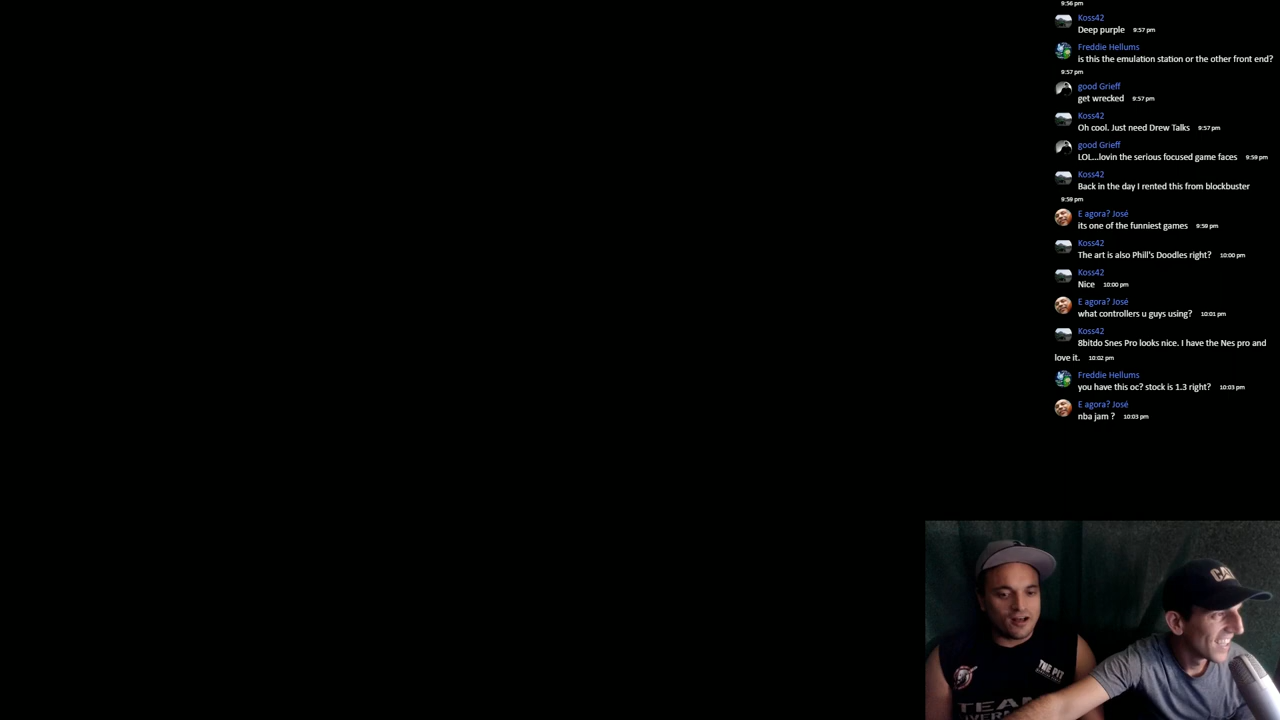 9:56 pm
Koss42
Deep purple 9:57 pm
Freddie Hellums
is this the emulation station or the other front end?
9:57 pm
good Grieff
get wrecked 9:57 pm
Koss42
Oh cool. Just need Drew Talks 9:57 pm
good Grieff
LOL...lovin the serious focused game faces 9:59 pm
Koss42
Back in the day I rented this from blockbuster
9:59 pm
E agora? José
its one of the funniest games 9:59 pm
Koss42
The art is also Phill's Doodles right? 10:00 pm
Koss42
Nice 10:00 pm
E agora? José
what controllers u guys using? 10:01 pm
Koss42
8bitdo Snes Pro looks nice. I have the Nes pro and
love it. 10:02 pm
Freddie Hellums
you have this oc? stock is 1.3 right? 10:03 pm
E agora? José
nba jam ? 10:03 pm
CAT
THE PIT
TEAM